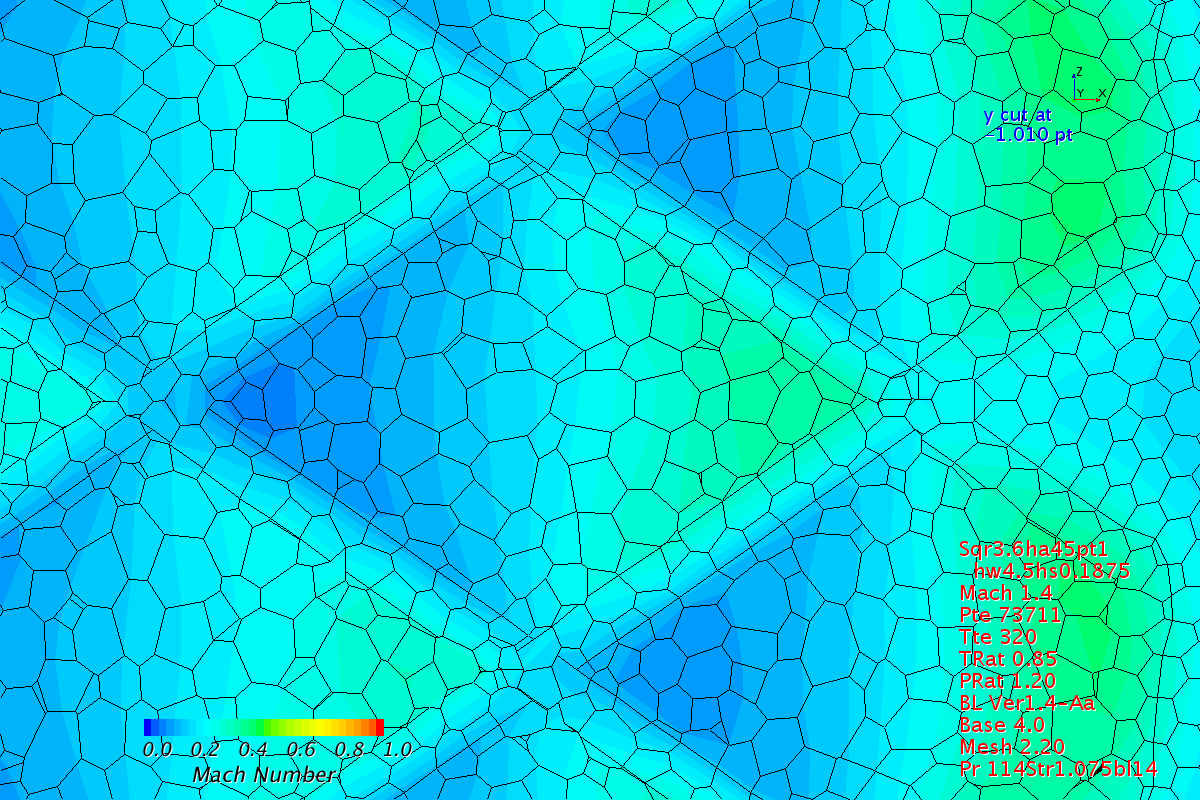 Z
Y X
y cut at
-1.010 pt
Sqr3.6ha45pt1
hw4.5hs0.1875
Mach 1.4
Pte 73711
Tte 320
TRat 0.85
PRat 1.20
BL Ver1.4-Aa
Base 4.0
Mesh 2.20
Pr 114Str1.075bl14
0.0 0.2 0.4 0.6 0.8 1.0
Mach Number